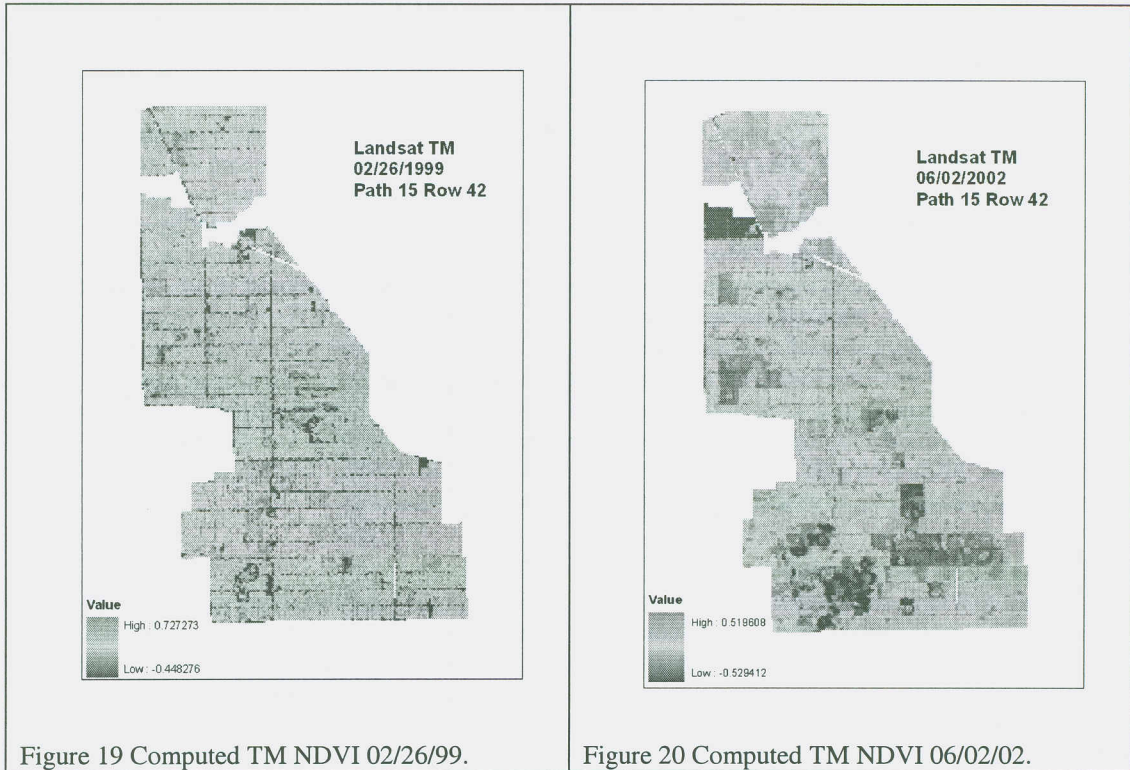 Landsat TM
02/26/1999
Path 15 Row 42
Value
High : 0.727273
Low : -0.448276
Figure 19 Computed TM NDVI 02/26/99.
Landsat TM
06/02/2002
Path 15 Row 42
Value
High : 0.519608
Low : -0.529412
Figure 20 Computed TM NDVI 06/02/02.